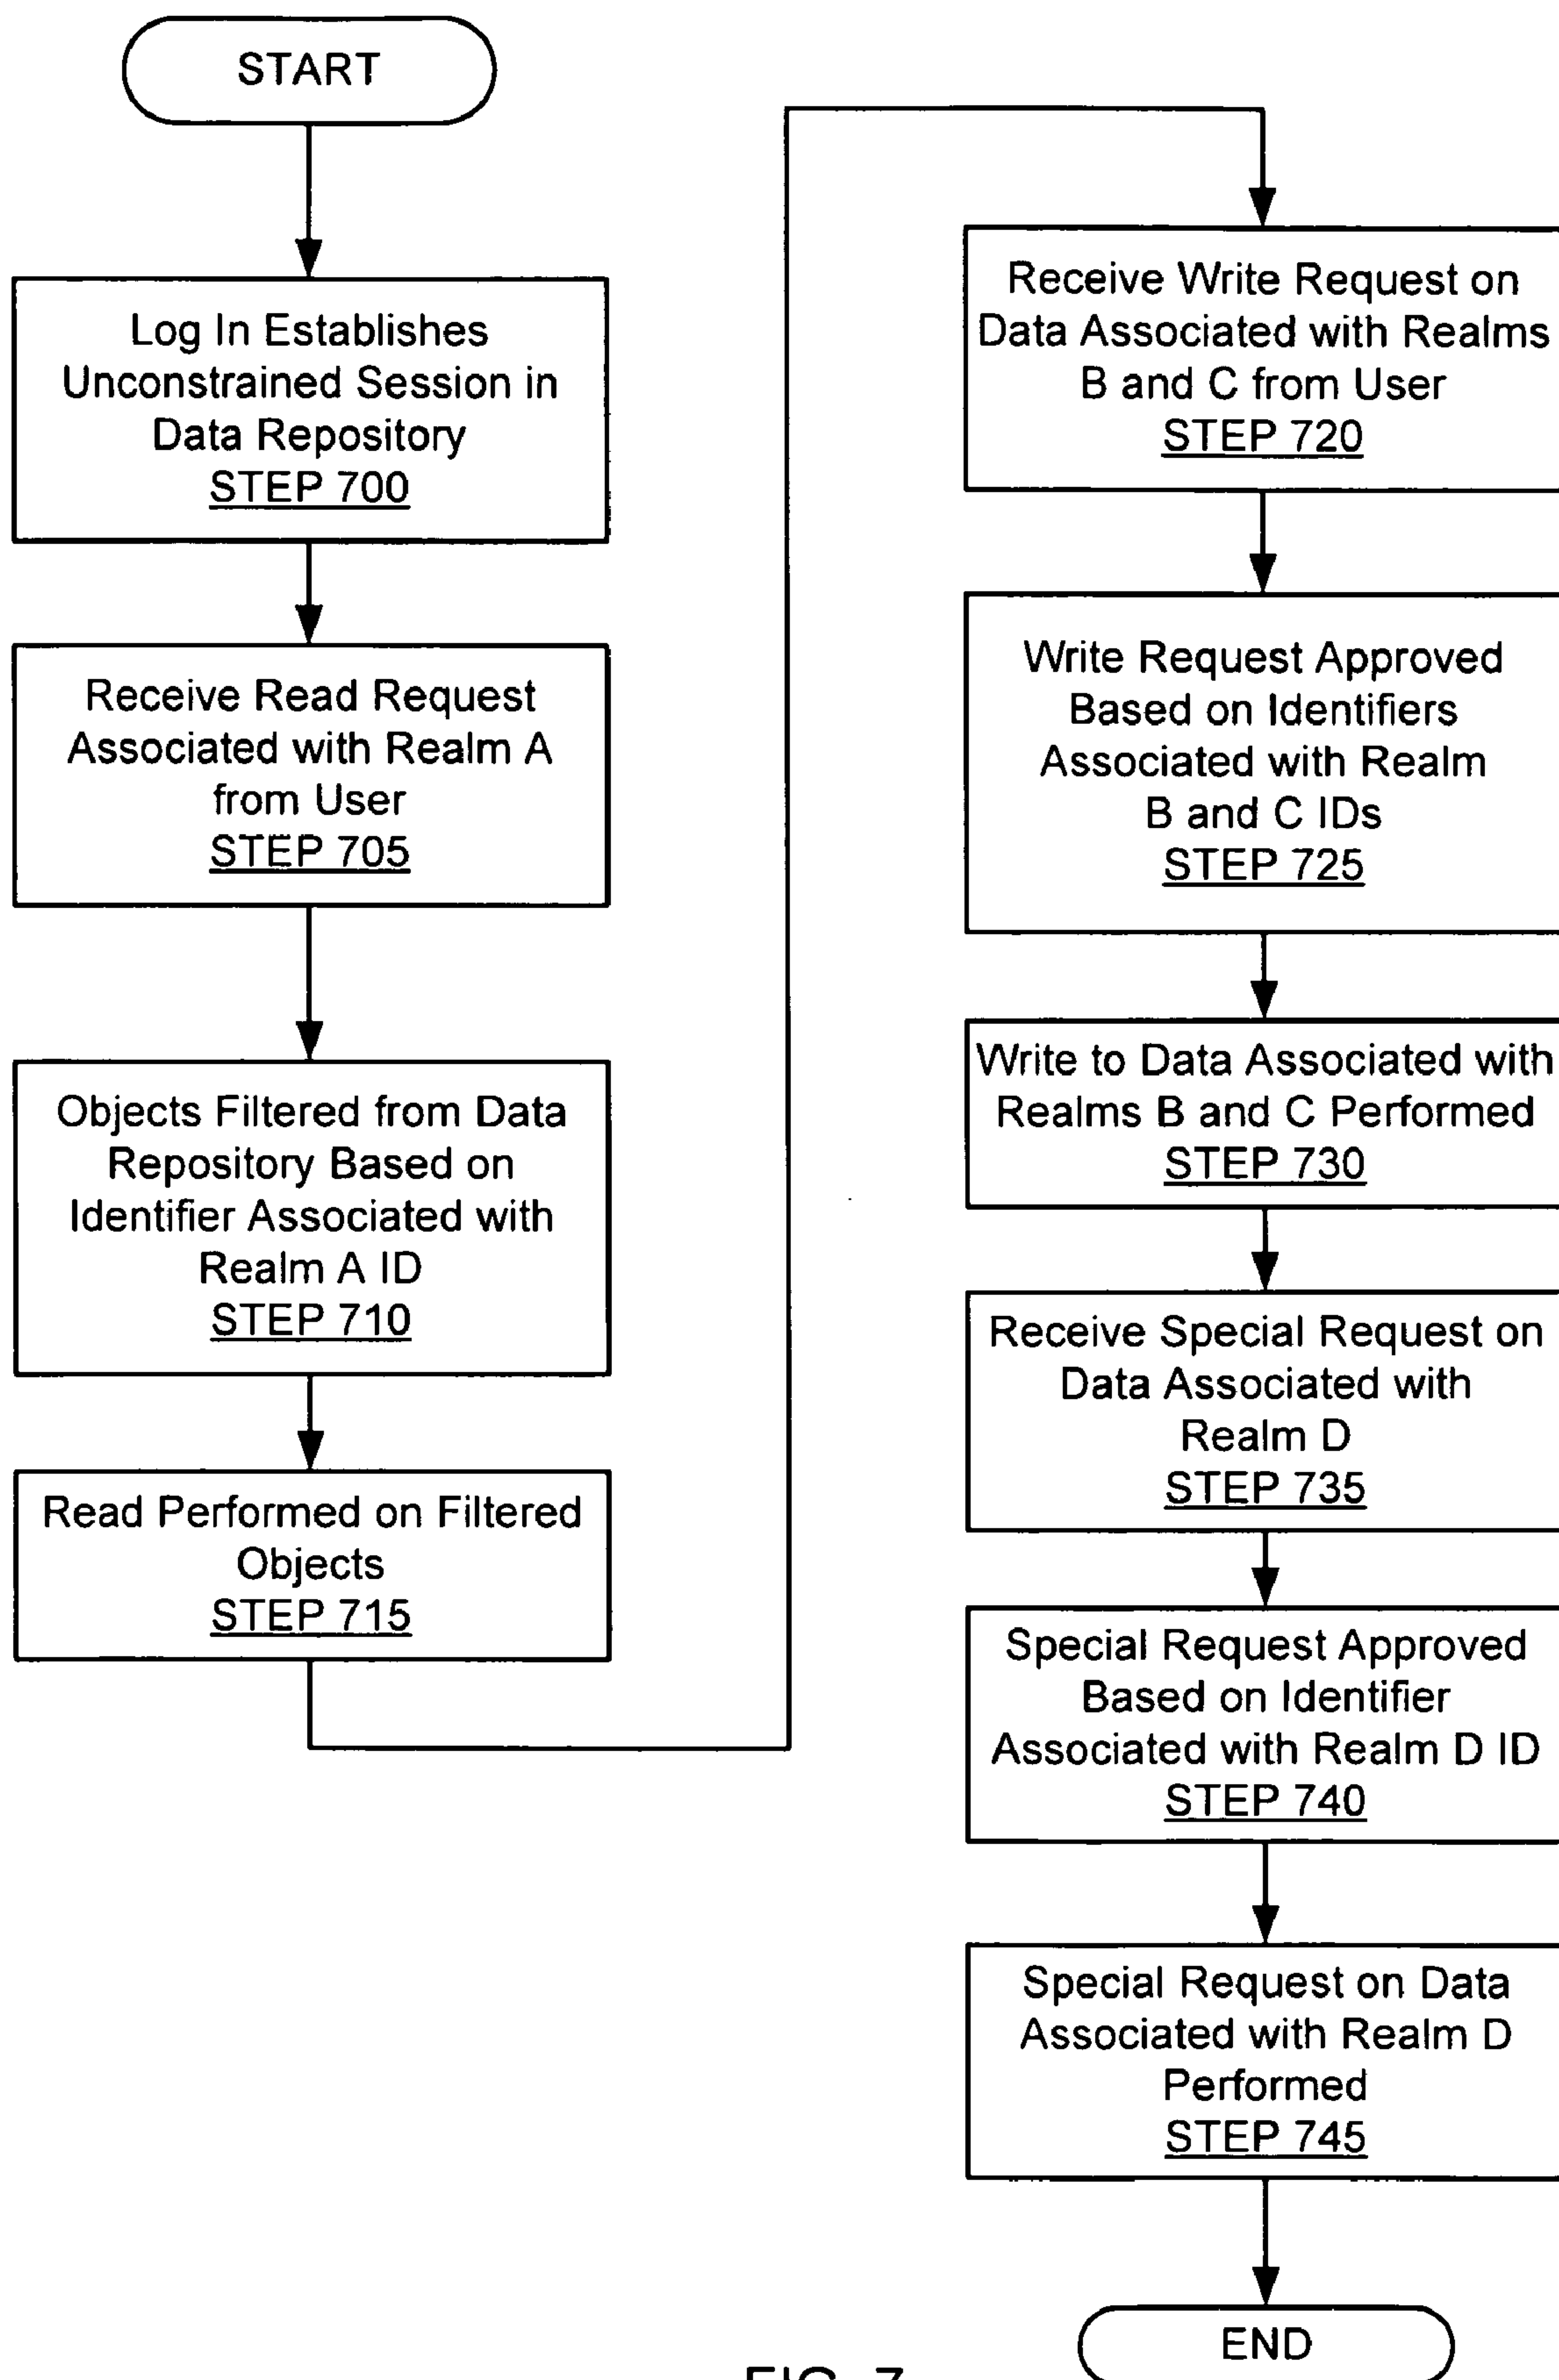 START
Log In Establishes
Unconstrained Session in
Data Repository
STEP 700
Receive Read Request
Associated with Realm A
from User
STEP 705
Objects Filtered from Data
Repository Based on
Identifier Associated with
Realm A ID
STEP 710
Read Performed on Filtered
Objects
STEP 715
Receive Write Request on
Data Associated with Realms
B and C from User
STEP 720
Write Request Approved
Based on Identifiers
Associated with Realm
B and C IDs
STEP 725
Write to Data Associated with
Realms B and C Performed
STEP 730
Receive Special Request on
Data Associated with
Realm D
STEP 735
Special Request Approved
Based on Identifier
Associated with Realm D ID
STEP 740
Special Request on Data
Associated with Realm D
Performed
STEP 745
END
FIG. 7